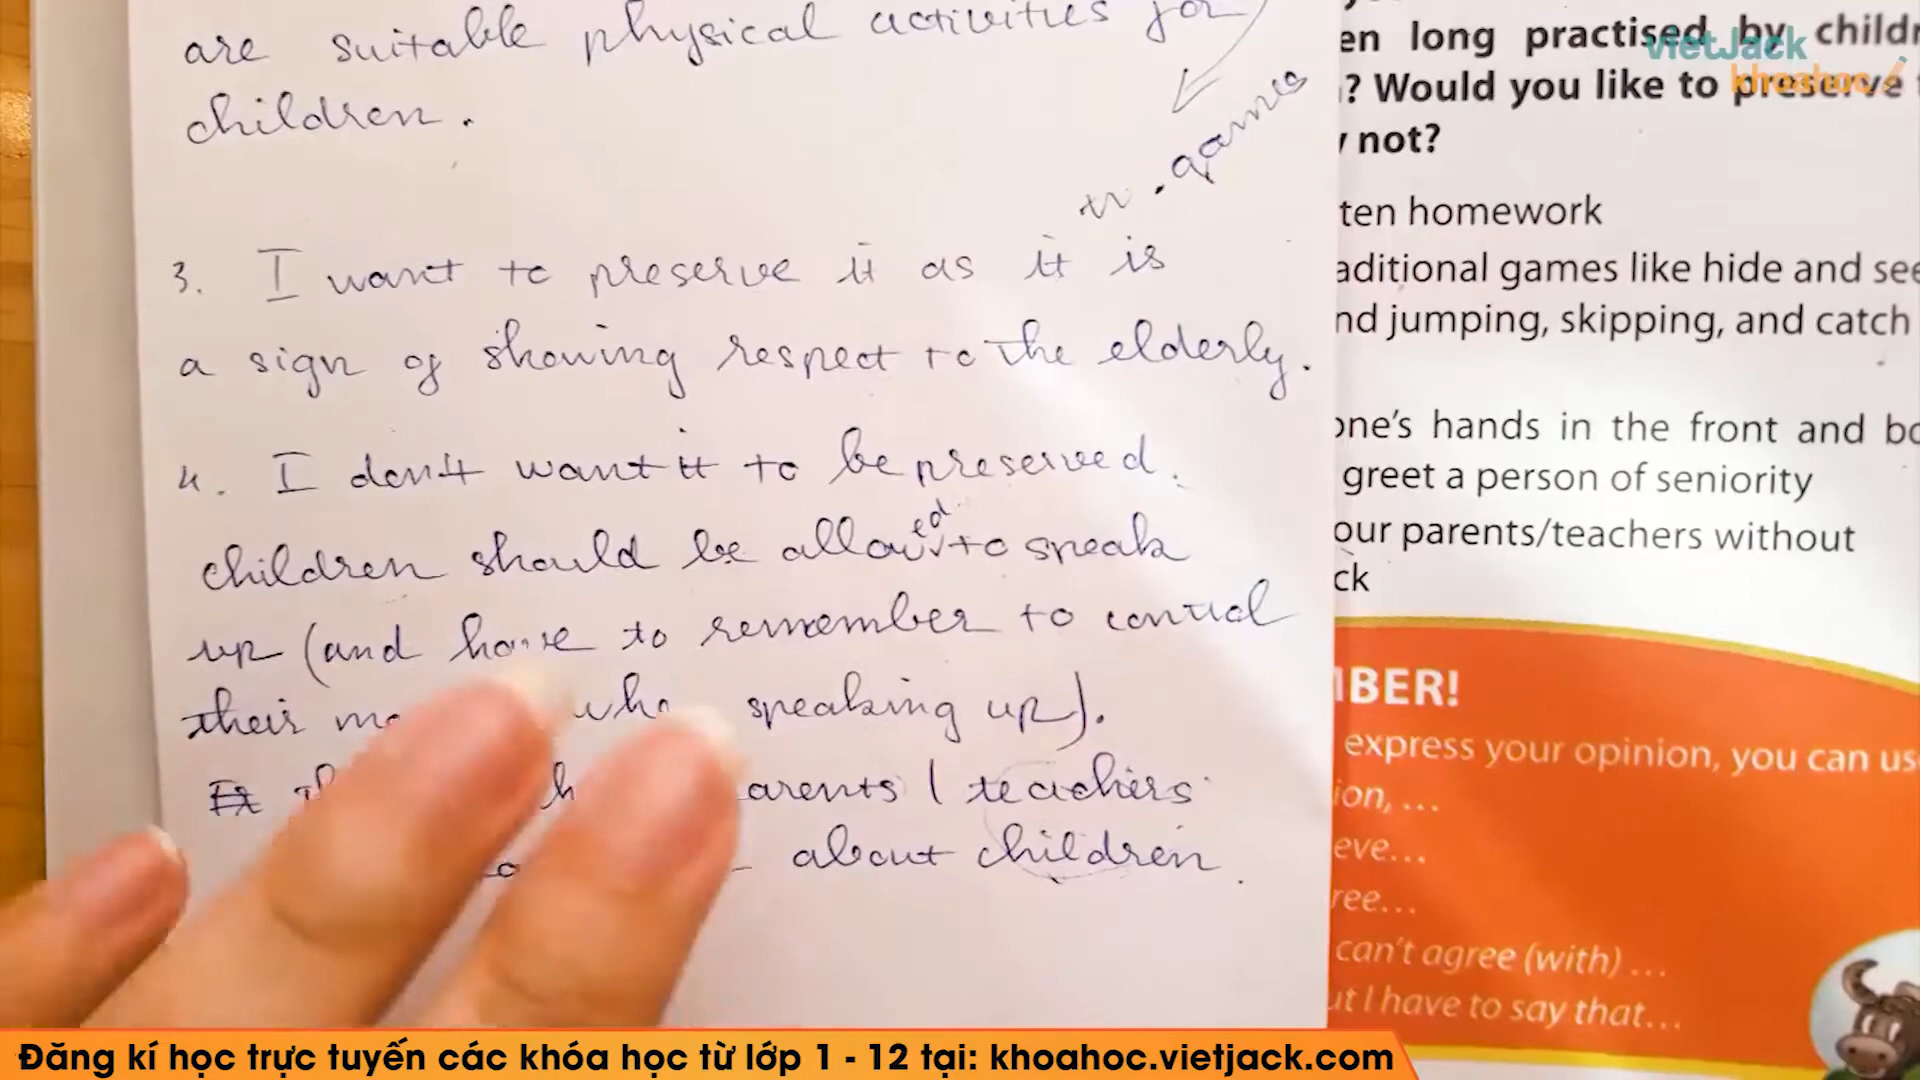 are suitable physical activities for
children.
tr. games
3. I want to preserve it as it is
a sign of showing respect to the elderly.
4. I don't want it to be preserved.
children should be allowed to speak
up (and have to remember to control
their speaking up).
arents / teachers
about children.
vietJack
khoahoc
en long practised by childr
? Would you like to preserve
not?
ten homework
aditional games like hide and see
nd jumping, skipping, and catch
one's hands in the front and bo
greet a person of seniority
our parents/teachers without
ck
BER!
express your opinion, you can us
ion, ...
eve...
ree...
can't agree (with) ...
ut I have to say that...
Đăng kí học trực tuyến các khóa học từ lớp 1 - 12 tại: khoahoc.vietjack.com